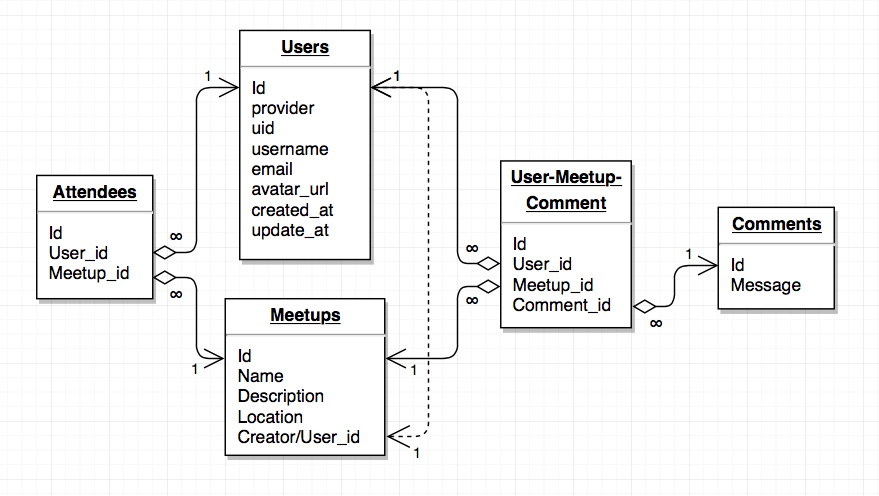 Users
Id
provider
uid
username
email
avatar_url
created_at
update_at
Attendees
Id
User_id
Meetup_id
Meetups
Id
Name
Description
Location
Creator/User_id
User-Meetup-
Comment
Id
User_id
Meetup_id
Comment_id
Comments
Id
Message
1
1
∞
∞
1
∞
∞
1
1
∞
1